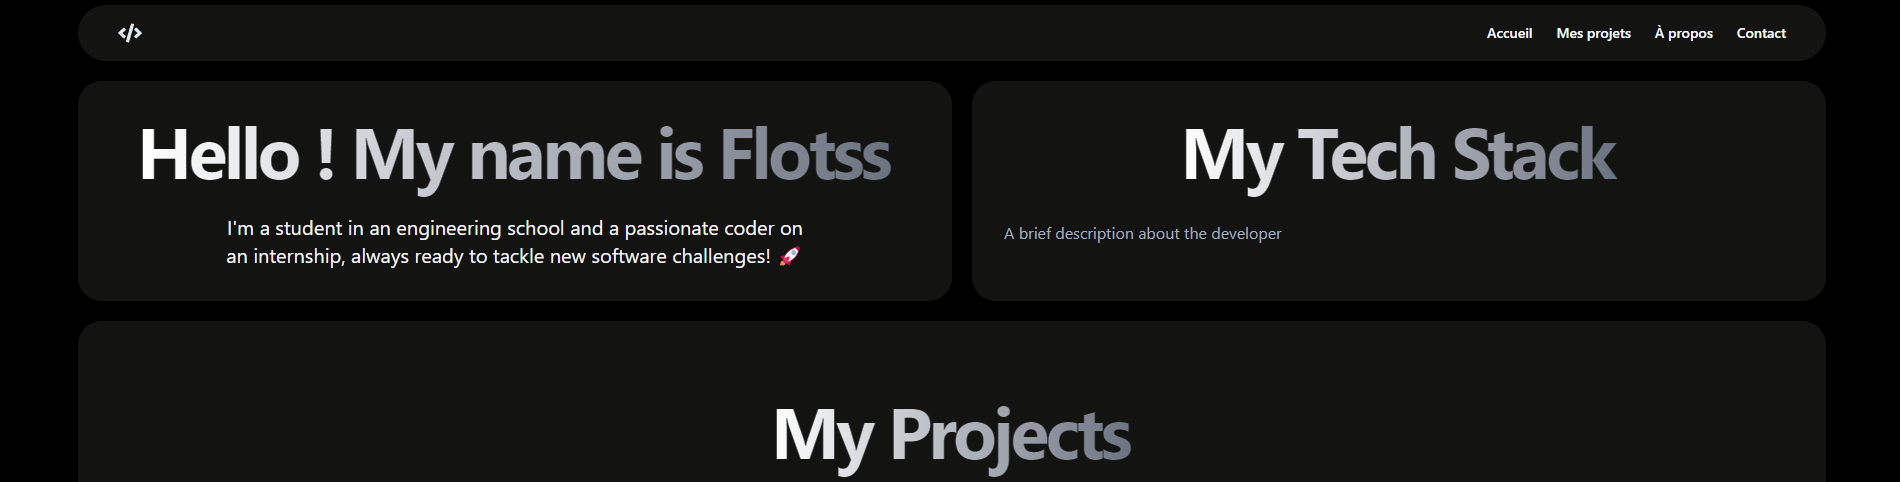 </>
Accueil Mes projets À propos Contact
Hello ! My name is Flotss
I'm a student in an engineering school and a passionate coder on
an internship, always ready to tackle new software challenges! 🚀
My Tech Stack
A brief description about the developer
My Projects